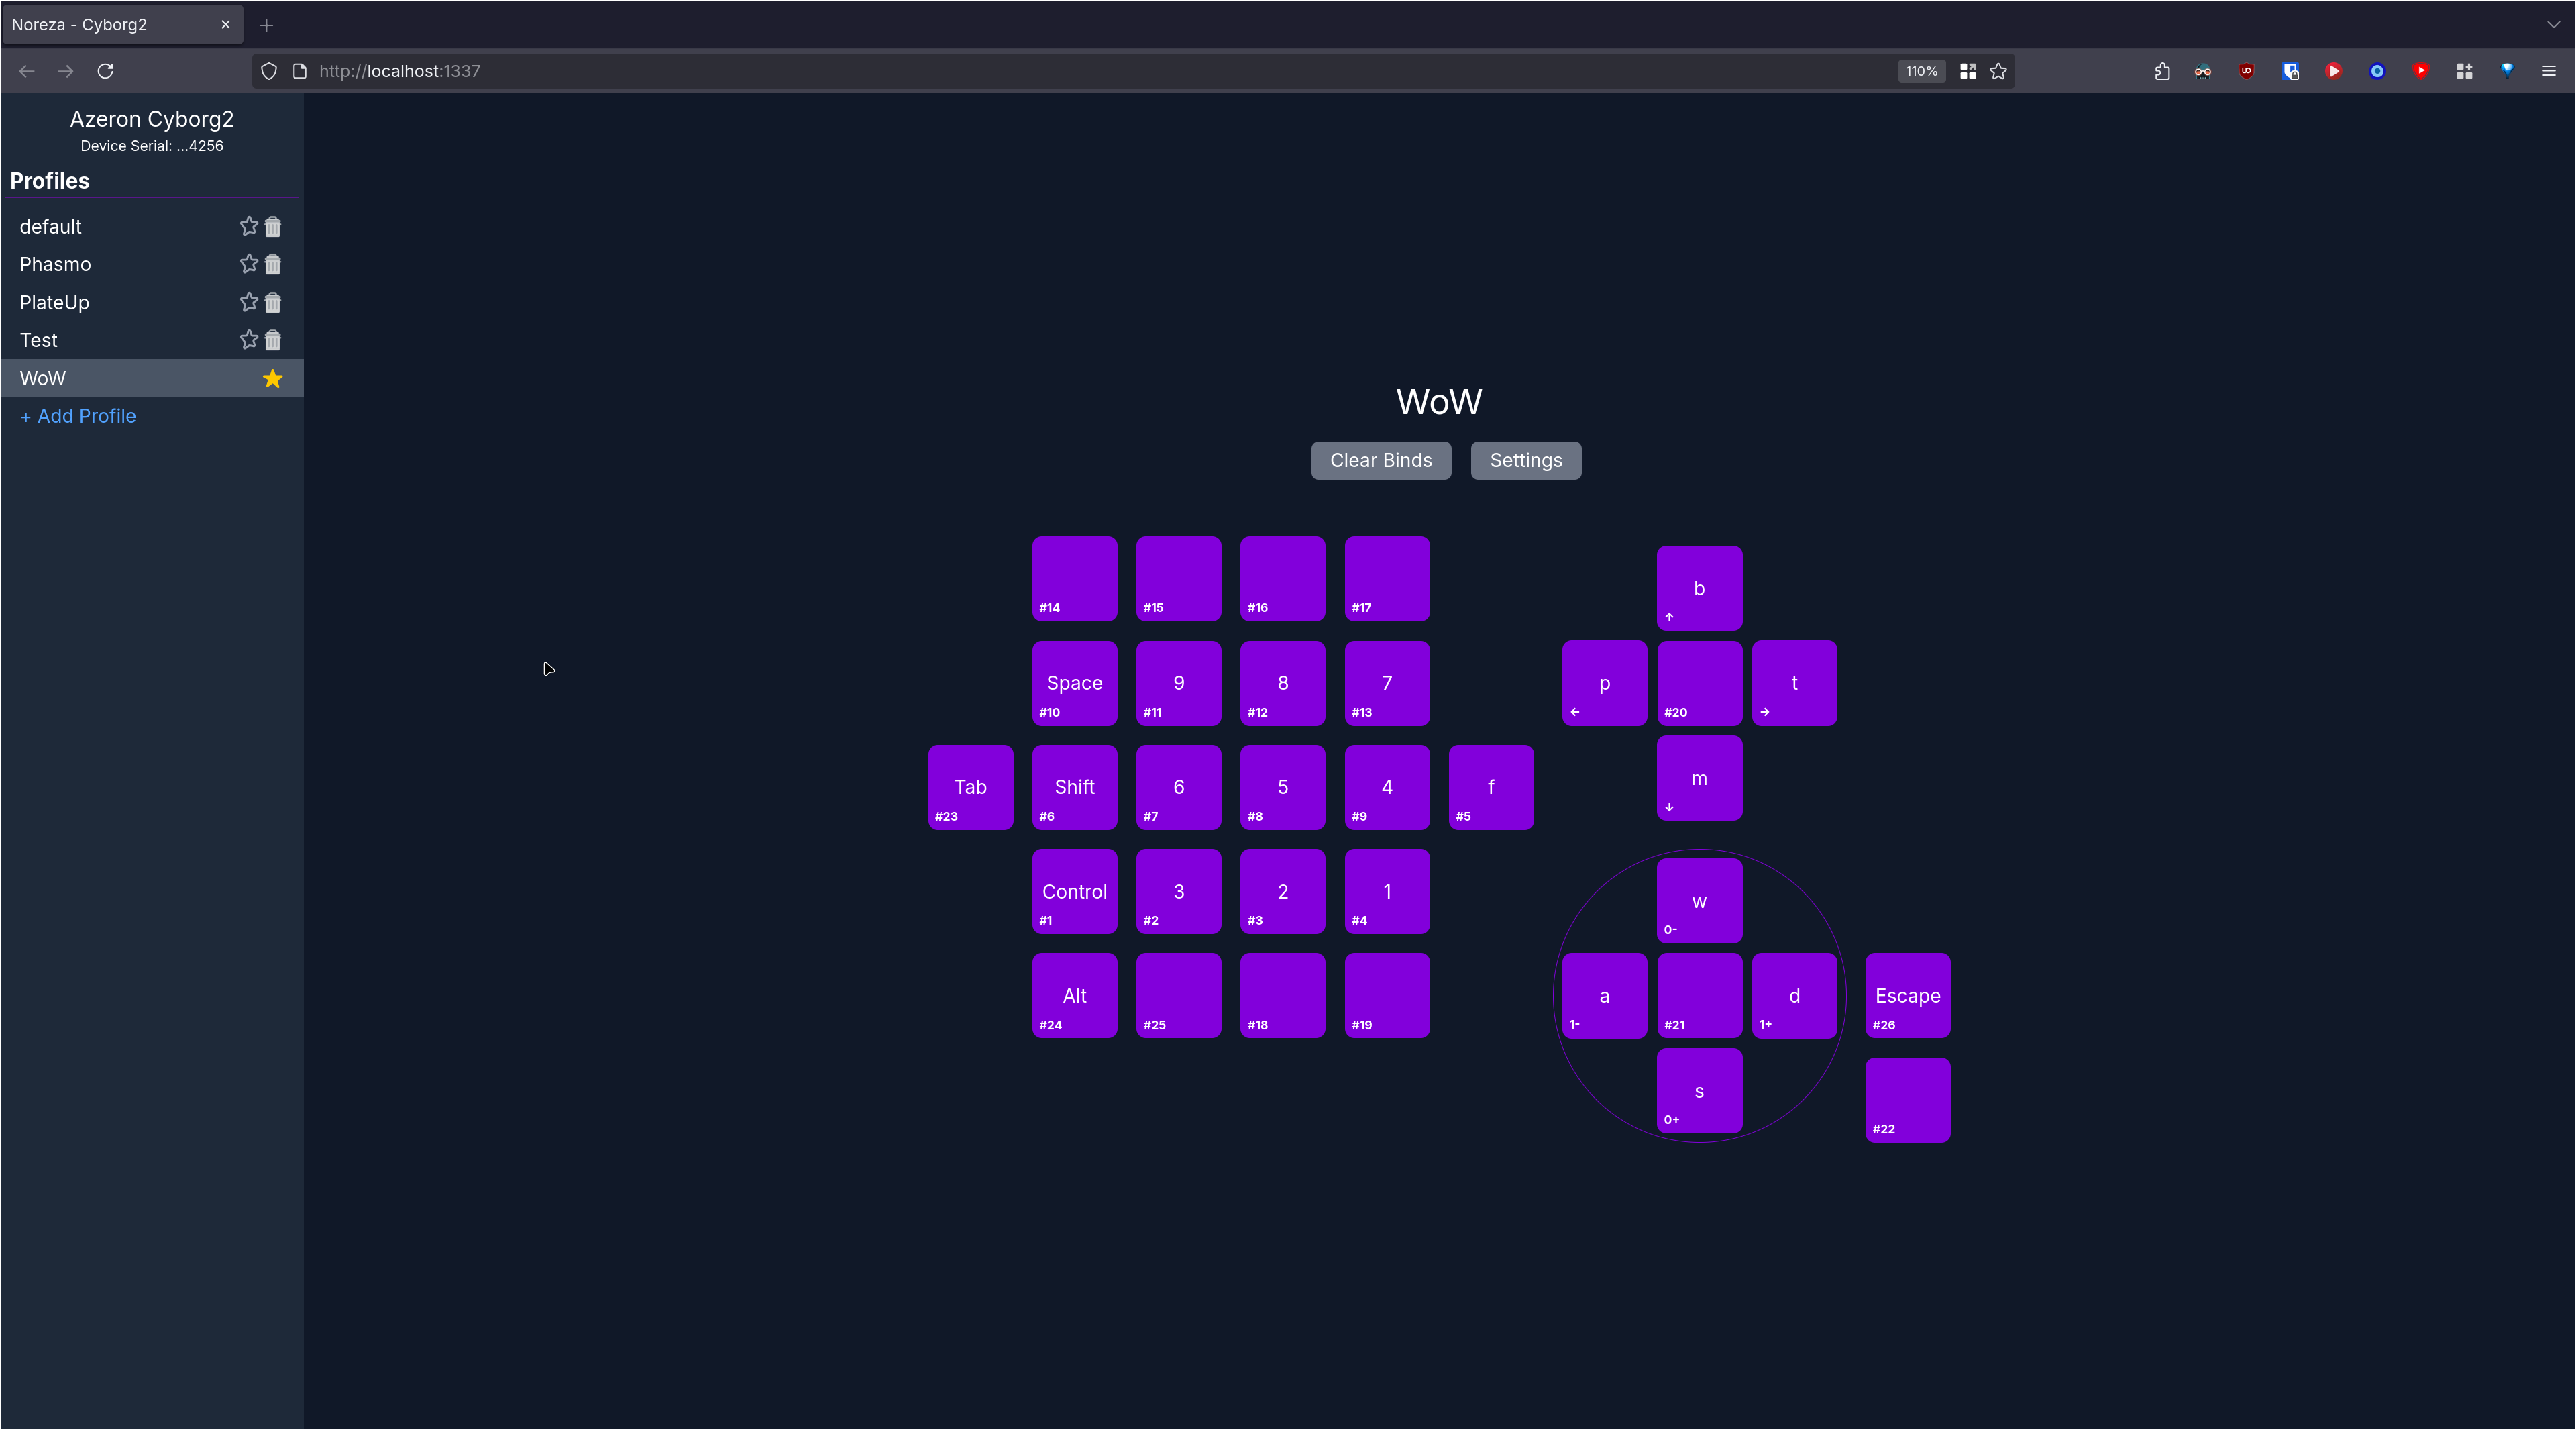 Noreza - Cyborg2
http://localhost:1337
110%
Azeron Cyborg2
Device Serial: ...4256
Profiles
default
Phasmo
PlateUp
Test
WoW
+ Add Profile
WoW
Clear Binds Settings
#14 #15 #16 #17
b
↑
Space 9 8 7
#10 #11 #12 #13
p t
← #20 →
Tab Shift 6 5 4 f
#23 #6 #7 #8 #9 #5
m
↓
Control 3 2 1
#1 #2 #3 #4
w
0-
Alt
#24 #25 #18 #19
a d Escape
1- #21 1+ #26
s
0+
#22